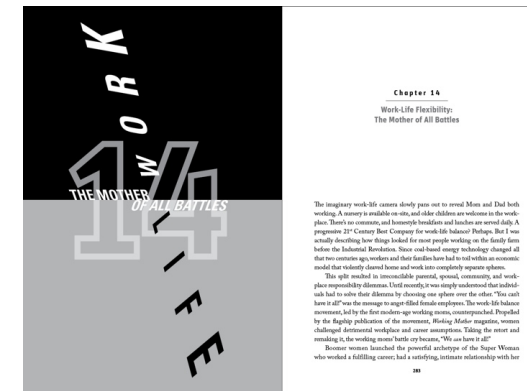 WORK
14
THE MOTHER
OF ALL BATTLES
LIFE
Chapter 14
Work-Life Flexibility:
The Mother of All Battles
The imaginary work-life camera slowly pans out to reveal Mom and Dad both
working. A nursery is available on-site, and older children are welcome in the work-
place. There's no commute, and homestyle breakfasts and lunches are served daily. A
progressive 21st Century Best Company for work-life balance? Perhaps. But I was
actually describing how things looked for most people working on the family farm
before the Industrial Revolution. Since coal-based energy technology changed all
that two centuries ago, workers and their families have had to toil within an economic
model that violently cleaved home and work into completely separate spheres.
This split resulted in irreconcilable parental, spousal, community, and work-
place responsibility dilemmas. Until recently, it was simply understood that individ-
uals had to solve their dilemma by choosing one sphere over the other. "You can't
have it all!" was the message to angst-filled female employees. The work-life balance
movement, led by the first modern-age working moms, counterpunched. Propelled
by the flagship publication of the movement, Working Mother magazine, women
challenged detrimental workplace and career assumptions. Taking the retort and
remaking it, the working moms' battle cry became, "We can have it all!"
Boomer women launched the powerful archetype of the Super Woman
who worked a fulfilling career; had a satisfying, intimate relationship with her
283